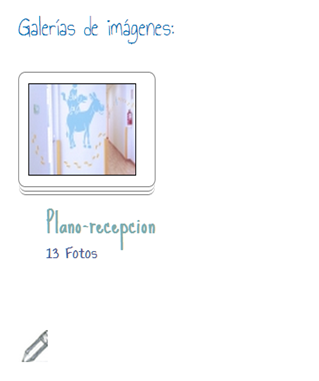 Galerías de imágenes:
Plano-recepcion
13 Fotos